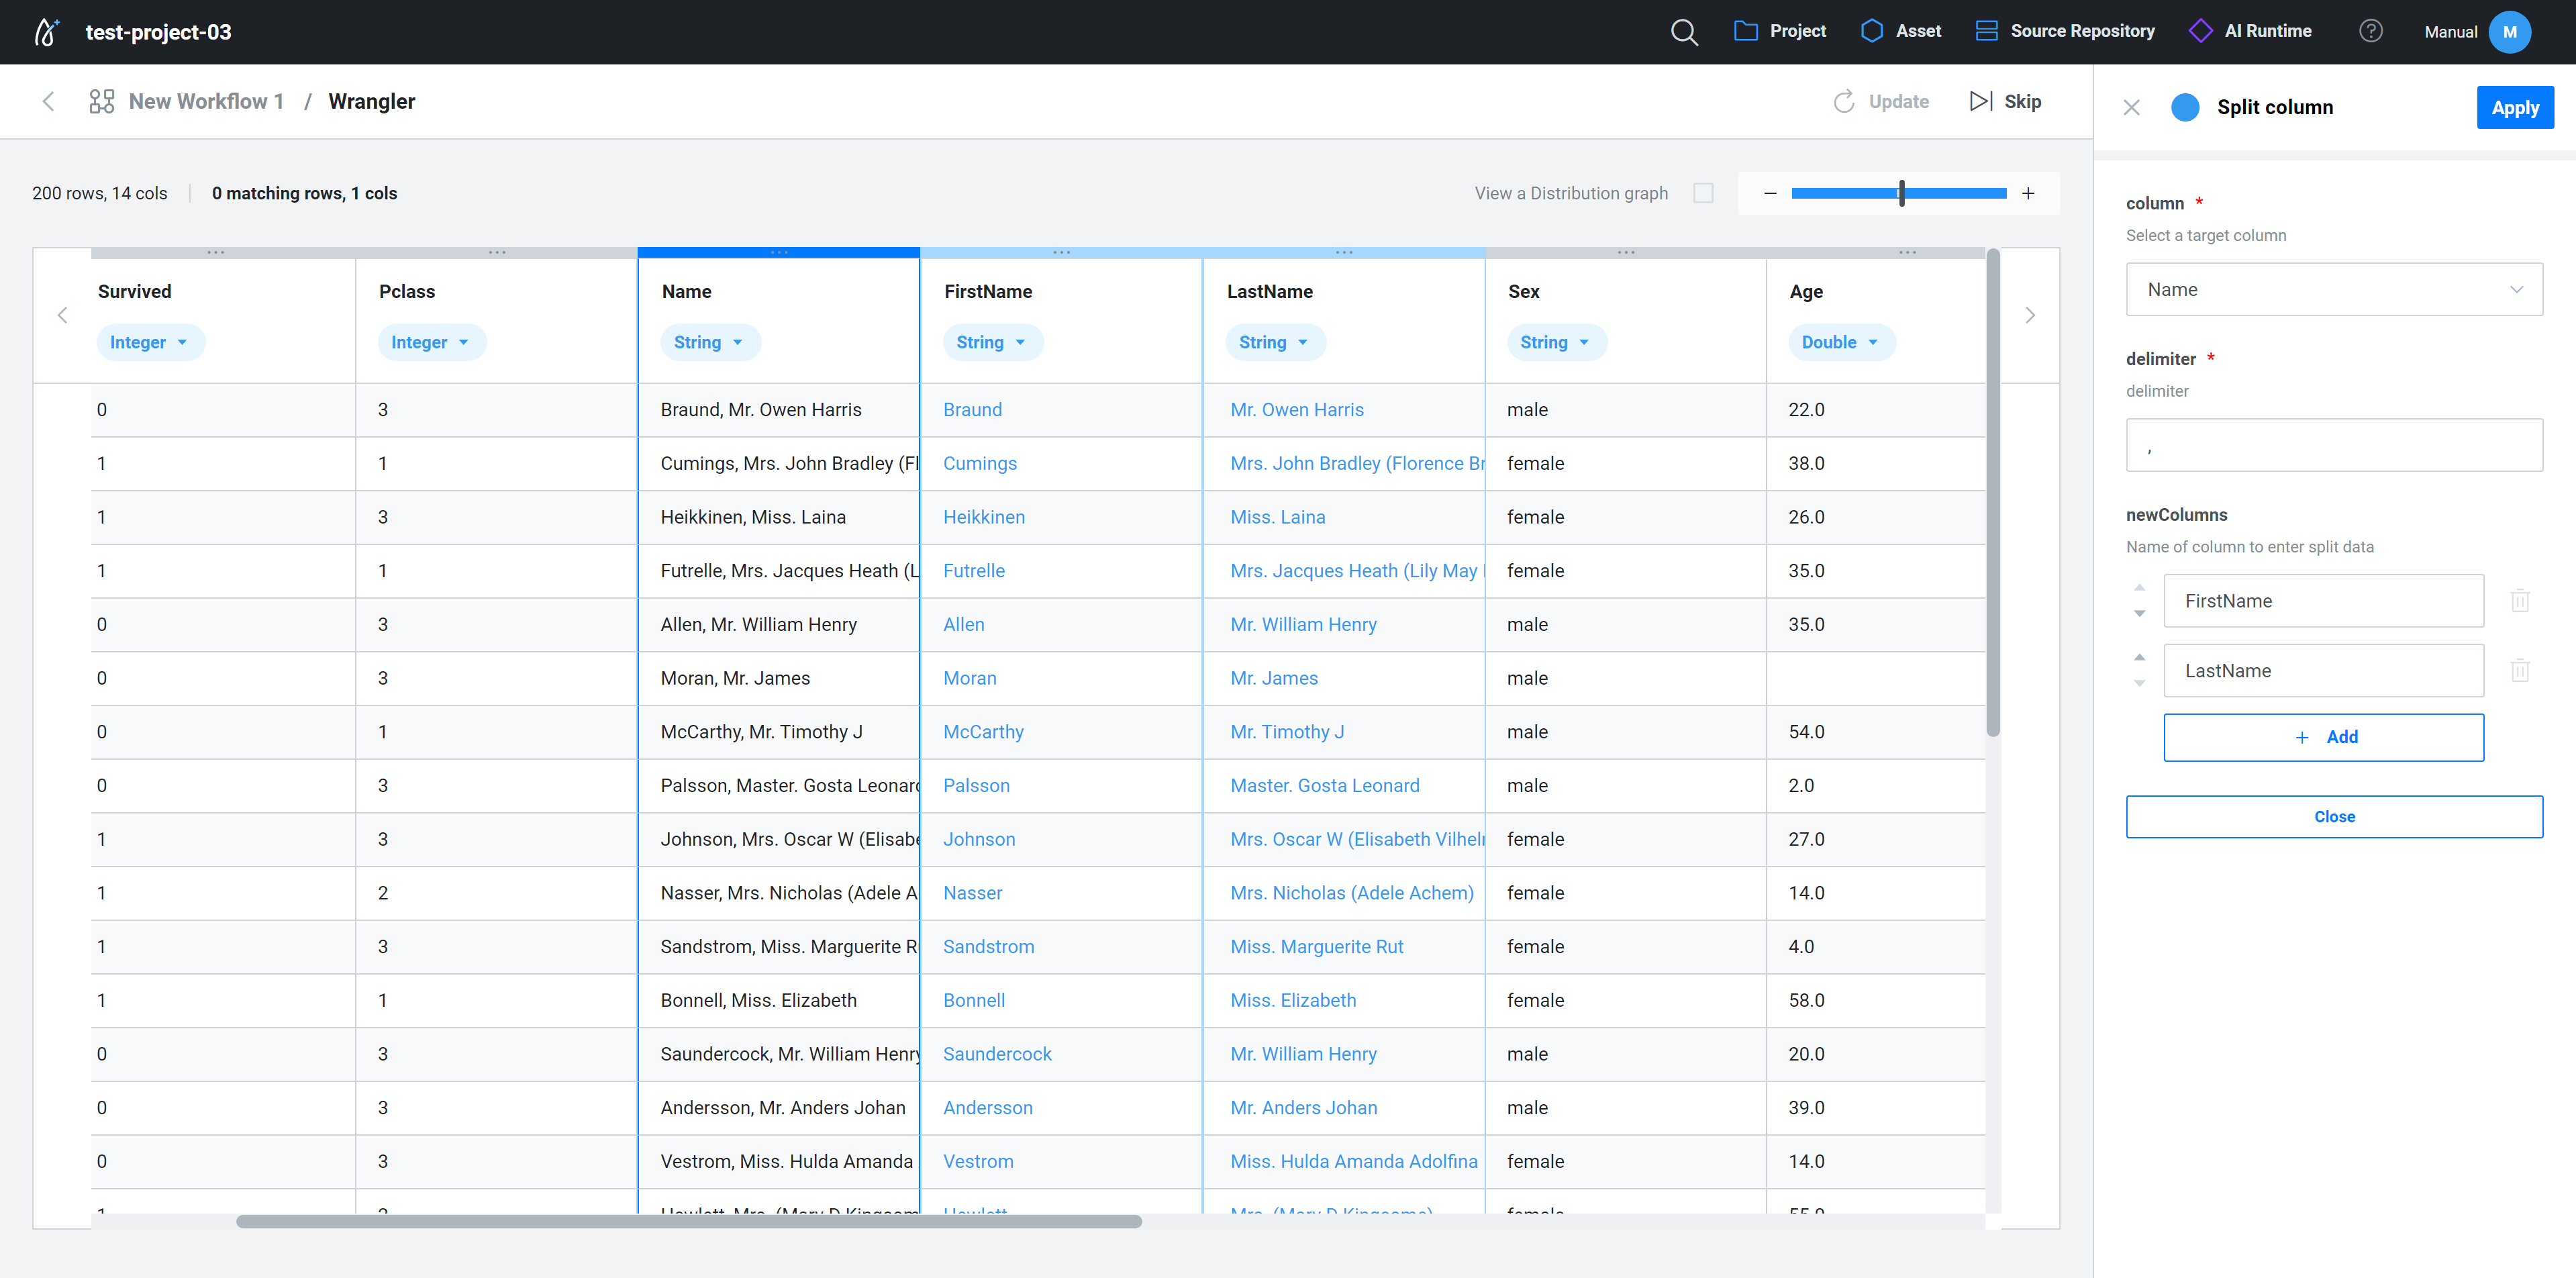 test-project-03
Project
Asset
Source Repository
AI Runtime
?
Manual
M
New Workflow 1 / Wrangler
Update
Skip
Split column
Apply
200 rows, 14 cols
0 matching rows, 1 cols
View a Distribution graph
Survived Pclass Name FirstName LastName Sex Age
Integer Integer String String String String Double
0 3 Braund, Mr. Owen Harris Braund Mr. Owen Harris male 22.0
1 1 Cumings, Mrs. John Bradley (Fl Cumings Mrs. John Bradley (Florence Br female 38.0
1 3 Heikkinen, Miss. Laina Heikkinen Miss. Laina female 26.0
1 1 Futrelle, Mrs. Jacques Heath (L Futrelle Mrs. Jacques Heath (Lily May female 35.0
0 3 Allen, Mr. William Henry Allen Mr. William Henry male 35.0
0 3 Moran, Mr. James Moran Mr. James male
0 1 McCarthy, Mr. Timothy J McCarthy Mr. Timothy J male 54.0
0 3 Palsson, Master. Gosta Leonard Palsson Master. Gosta Leonard male 2.0
1 3 Johnson, Mrs. Oscar W (Elisabe Johnson Mrs. Oscar W (Elisabeth Vilhel female 27.0
1 2 Nasser, Mrs. Nicholas (Adele A Nasser Mrs. Nicholas (Adele Achem) female 14.0
1 3 Sandstrom, Miss. Marguerite R Sandstrom Miss. Marguerite Rut female 4.0
1 1 Bonnell, Miss. Elizabeth Bonnell Miss. Elizabeth female 58.0
0 3 Saundercock, Mr. William Henry Saundercock Mr. William Henry male 20.0
0 3 Andersson, Mr. Anders Johan Andersson Mr. Anders Johan male 39.0
0 3 Vestrom, Miss. Hulda Amanda Vestrom Miss. Hulda Amanda Adolfina female 14.0
1 2 Hewlett, Mrs. (Mary D Kingcom Hewlett Mrs. (Mary D Kingcome) female 55.0
column *
Select a target column
Name
delimiter *
delimiter
,
newColumns
Name of column to enter split data
FirstName
LastName
+ Add
Close